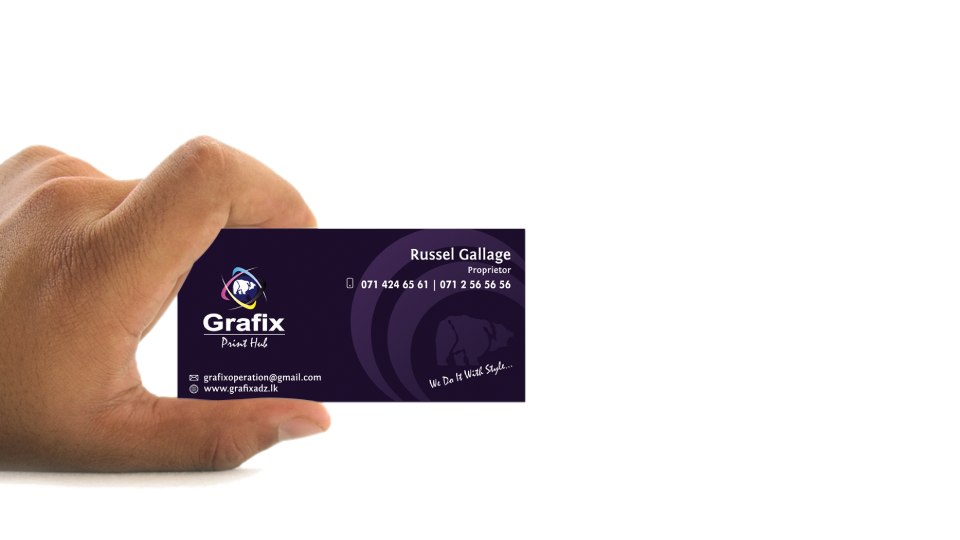 Russel Gallage
Proprietor
071 424 65 61 | 071 2 56 56 56
Grafix
Print Hub
We Do It With Style...
grafixoperation@gmail.com
www.grafixadz.lk